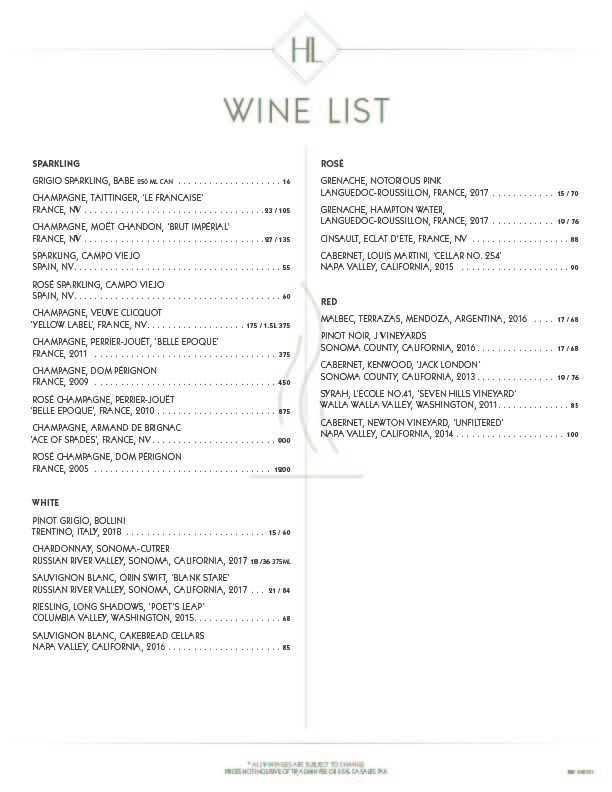 HL
WINE LIST
SPARKLING
GRIGIO SPARKLING, BABE 250 ML CAN . . . . . . . . . . . . . . . . . . . . 16
CHAMPAGNE, TAITTINGER, 'LE FRANCAISE'
FRANCE, NV . . . . . . . . . . . . . . . . . . . . . . . . . . . . . . . . . . . 23 / 105
CHAMPAGNE, MOËT CHANDON, 'BRUT IMPÉRIAL'
FRANCE, NV . . . . . . . . . . . . . . . . . . . . . . . . . . . . . . . . . . . 27 / 135
SPARKLING, CAMPO VIEJO
SPAIN, NV. . . . . . . . . . . . . . . . . . . . . . . . . . . . . . . . . . . . . . . . 55
ROSÉ SPARKLING, CAMPO VIEJO
SPAIN, NV. . . . . . . . . . . . . . . . . . . . . . . . . . . . . . . . . . . . . . . . 60
CHAMPAGNE, VEUVE CLICQUOT
'YELLOW LABEL', FRANCE, NV. . . . . . . . . . . . . . . . . . . 175 / 1.5L 375
CHAMPAGNE, PERRIER-JOUËT, 'BELLE EPOQUE'
FRANCE, 2011 . . . . . . . . . . . . . . . . . . . . . . . . . . . . . . . . . . . 375
CHAMPAGNE, DOM PÉRIGNON
FRANCE, 2009 . . . . . . . . . . . . . . . . . . . . . . . . . . . . . . . . . . . 450
ROSÉ CHAMPAGNE, PERRIER-JOUËT
'BELLE EPOQUE', FRANCE, 2010 . . . . . . . . . . . . . . . . . . . . . . . 875
CHAMPAGNE, ARMAND DE BRIGNAC
'ACE OF SPADES', FRANCE, NV . . . . . . . . . . . . . . . . . . . . . . . . 900
ROSÉ CHAMPAGNE, DOM PÉRIGNON
FRANCE, 2005 . . . . . . . . . . . . . . . . . . . . . . . . . . . . . . . . . . 1200
WHITE
PINOT GRIGIO, BOLLINI
TRENTINO, ITALY, 2018 . . . . . . . . . . . . . . . . . . . . . . . . . . . 15 / 60
CHARDONNAY, SONOMA-CUTRER
RUSSIAN RIVER VALLEY, SONOMA, CALIFORNIA, 2017 18 /36 375ML
SAUVIGNON BLANC, ORIN SWIFT, 'BLANK STARE'
RUSSIAN RIVER VALLEY, SONOMA, CALIFORNIA, 2017 . . . 21 / 84
RIESLING, LONG SHADOWS, 'POET'S LEAP'
COLUMBIA VALLEY, WASHINGTON, 2015. . . . . . . . . . . . . . . . . 68
SAUVIGNON BLANC, CAKEBREAD CELLARS
NAPA VALLEY, CALIFORNIA, 2016 . . . . . . . . . . . . . . . . . . . . . . 85
ROSÉ
GRENACHE, NOTORIOUS PINK
LANGUEDOC-ROUSSILLON, FRANCE, 2017 . . . . . . . . . . . . 15 / 70
GRENACHE, HAMPTON WATER,
LANGUEDOC-ROUSSILLON, FRANCE, 2017 . . . . . . . . . . . . 19 / 76
CINSAULT, ECLAT D'ETE, FRANCE, NV . . . . . . . . . . . . . . . . . . . 88
CABERNET, LOUIS MARTINI, 'CELLAR NO. 254'
NAPA VALLEY, CALIFORNIA, 2015 . . . . . . . . . . . . . . . . . . . . . 90
RED
MALBEC, TERRAZAS, MENDOZA, ARGENTINA, 2016 . . . . 17 / 68
PINOT NOIR, J VINEYARDS
SONOMA COUNTY, CALIFORNIA, 2016 . . . . . . . . . . . . . . . 17 / 68
CABERNET, KENWOOD, 'JACK LONDON'
SONOMA COUNTY, CALIFORNIA, 2013 . . . . . . . . . . . . . . . 19 / 76
SYRAH, L'ECOLE NO.41, 'SEVEN HILLS VINEYARD'
WALLA WALLA VALLEY, WASHINGTON, 2011. . . . . . . . . . . . . . 85
CABERNET, NEWTON VINEYARD, 'UNFILTERED'
NAPA VALLEY, CALIFORNIA, 2014 . . . . . . . . . . . . . . . . . . . . . 100
* ALL VINTAGES ARE SUBJECT TO CHANGE
PRICES NOT INCLUSIVE OF TIP, ADMIN FEE OR 8.5% CA SALES TAX